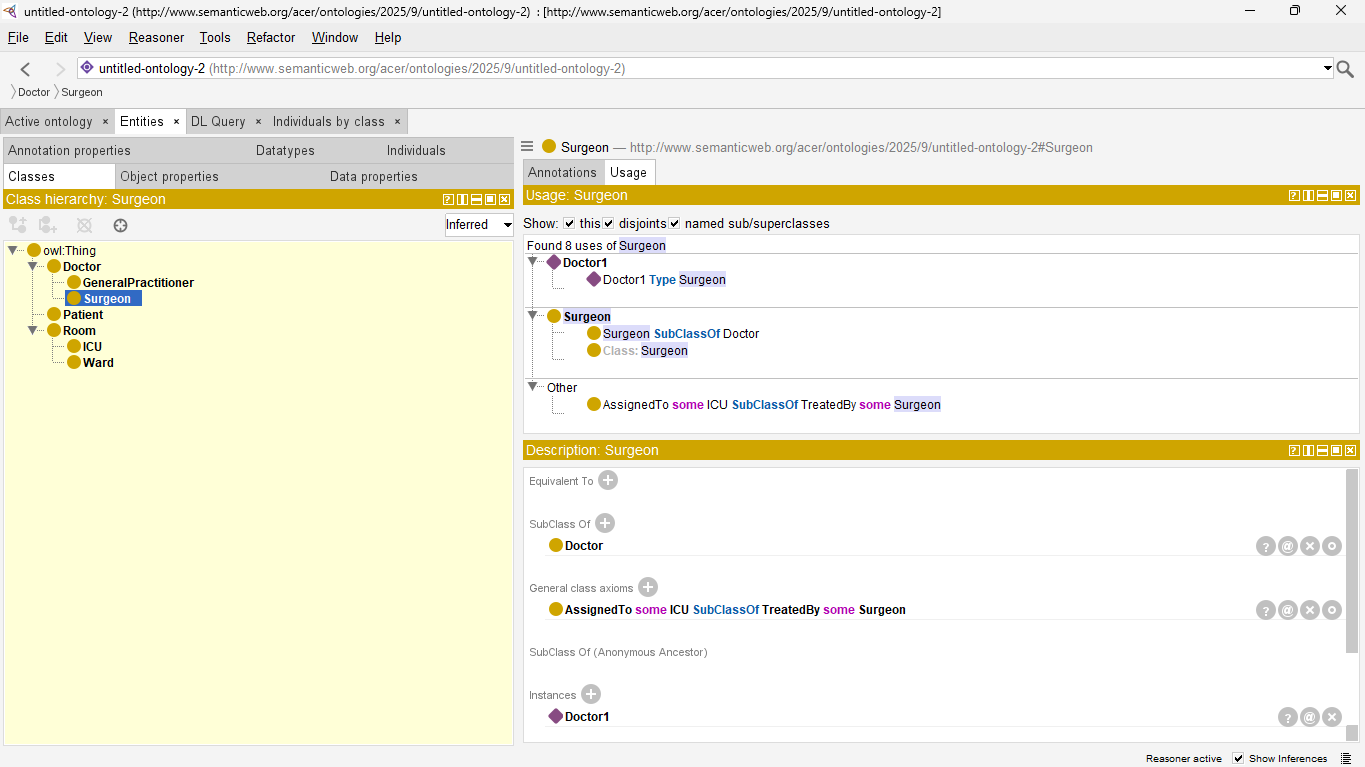 untitled-ontology-2 (http://www.semanticweb.org/acer/ontologies/2025/9/untitled-ontology-2) : [http://www.semanticweb.org/acer/ontologies/2025/9/untitled-ontology-2]
File Edit View Reasoner Tools Refactor Window Help
untitled-ontology-2 (http://www.semanticweb.org/acer/ontologies/2025/9/untitled-ontology-2)
Doctor Surgeon
Active ontology × Entities × DL Query × Individuals by class ×
Annotation properties Datatypes Individuals
Classes Object properties Data properties
Class hierarchy: Surgeon
Inferred
owl:Thing
Doctor
GeneralPractitioner
Surgeon
Patient
Room
ICU
Ward
Surgeon — http://www.semanticweb.org/acer/ontologies/2025/9/untitled-ontology-2#Surgeon
Annotations Usage
Usage: Surgeon
Show: this disjoints named sub/superclasses
Found 8 uses of Surgeon
Doctor1
Doctor1 Type Surgeon
Surgeon
Surgeon SubClassOf Doctor
Class: Surgeon
Other
AssignedTo some ICU SubClassOf TreatedBy some Surgeon
Description: Surgeon
Equivalent To
SubClass Of
Doctor
General class axioms
AssignedTo some ICU SubClassOf TreatedBy some Surgeon
SubClass Of (Anonymous Ancestor)
Instances
Doctor1
Reasoner active Show Inferences